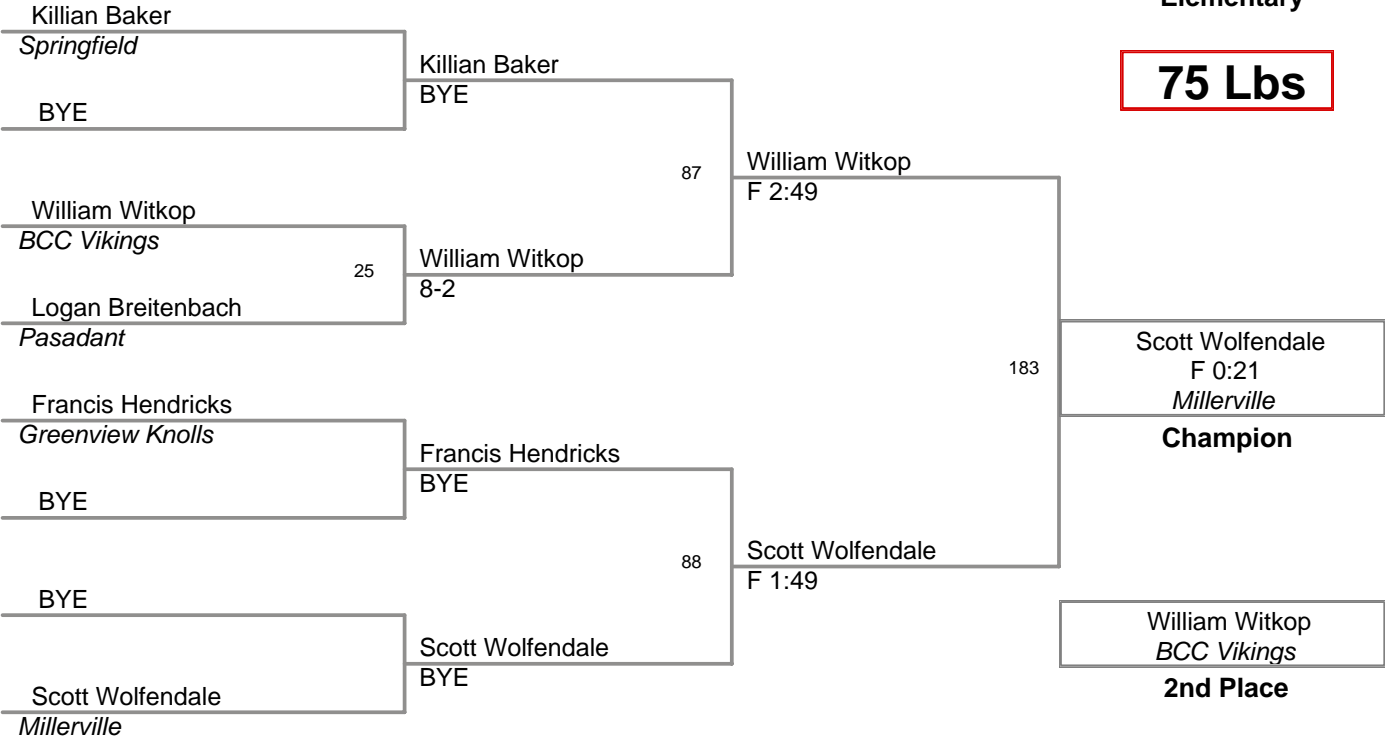 Elementary
75 Lbs
Killian Baker
Springfield
BYE
William Witkop
BCC Vikings
25
Logan Breitenbach
Pasadant
Francis Hendricks
Greenview Knolls
BYE
BYE
Scott Wolfendale
Millerville
Killian Baker
BYE
87
William Witkop
8-2
Francis Hendricks
BYE
88
Scott Wolfendale
BYE
William Witkop
F 2:49
183
Scott Wolfendale
F 1:49
Scott Wolfendale
F 0:21
Millerville
Champion
William Witkop
BCC Vikings
2nd Place